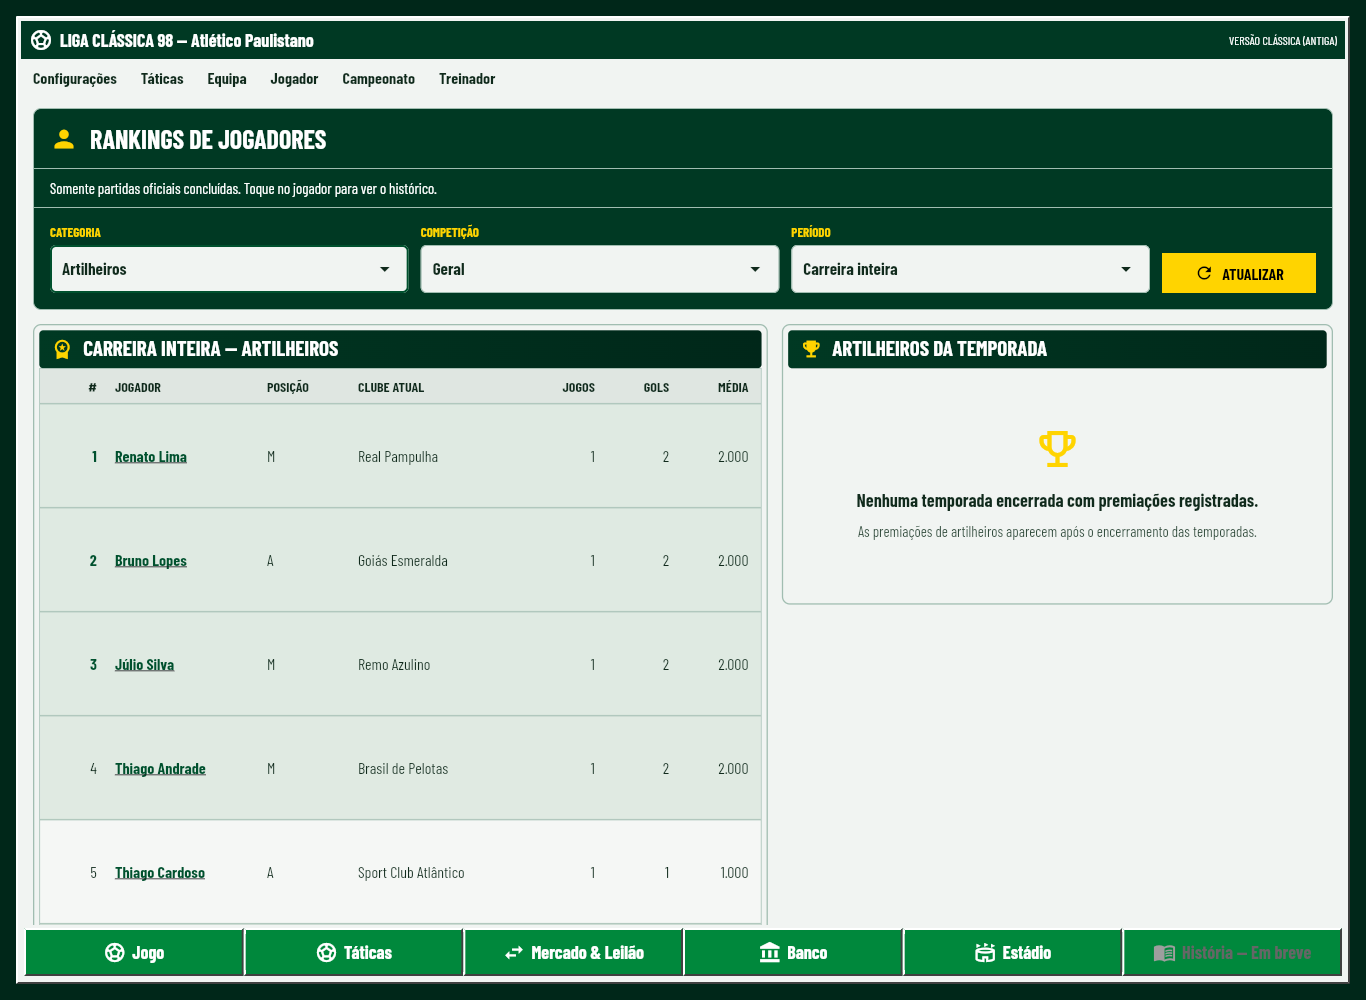 LIGA CLÁSSICA 98 — Atlético Paulistano
VERSÃO CLÁSSICA (ANTIGA)
Configurações Táticas Equipa Jogador Campeonato Treinador
RANKINGS DE JOGADORES
Somente partidas oficiais concluídas. Toque no jogador para ver o histórico.
CATEGORIA COMPETIÇÃO PERÍODO
Artilheiros Geral Carreira inteira ATUALIZAR
CARREIRA INTEIRA — ARTILHEIROS
# JOGADOR POSIÇÃO CLUBE ATUAL JOGOS GOLS MÉDIA
1 Renato Lima M Real Pampulha 1 2 2.000
2 Bruno Lopes A Goiás Esmeralda 1 2 2.000
3 Júlio Silva M Remo Azulino 1 2 2.000
4 Thiago Andrade M Brasil de Pelotas 1 2 2.000
5 Thiago Cardoso A Sport Club Atlântico 1 1 1.000
ARTILHEIROS DA TEMPORADA
Nenhuma temporada encerrada com premiações registradas.
As premiações de artilheiros aparecem após o encerramento das temporadas.
Jogo Táticas Mercado & Leilão Banco Estádio História — Em breve